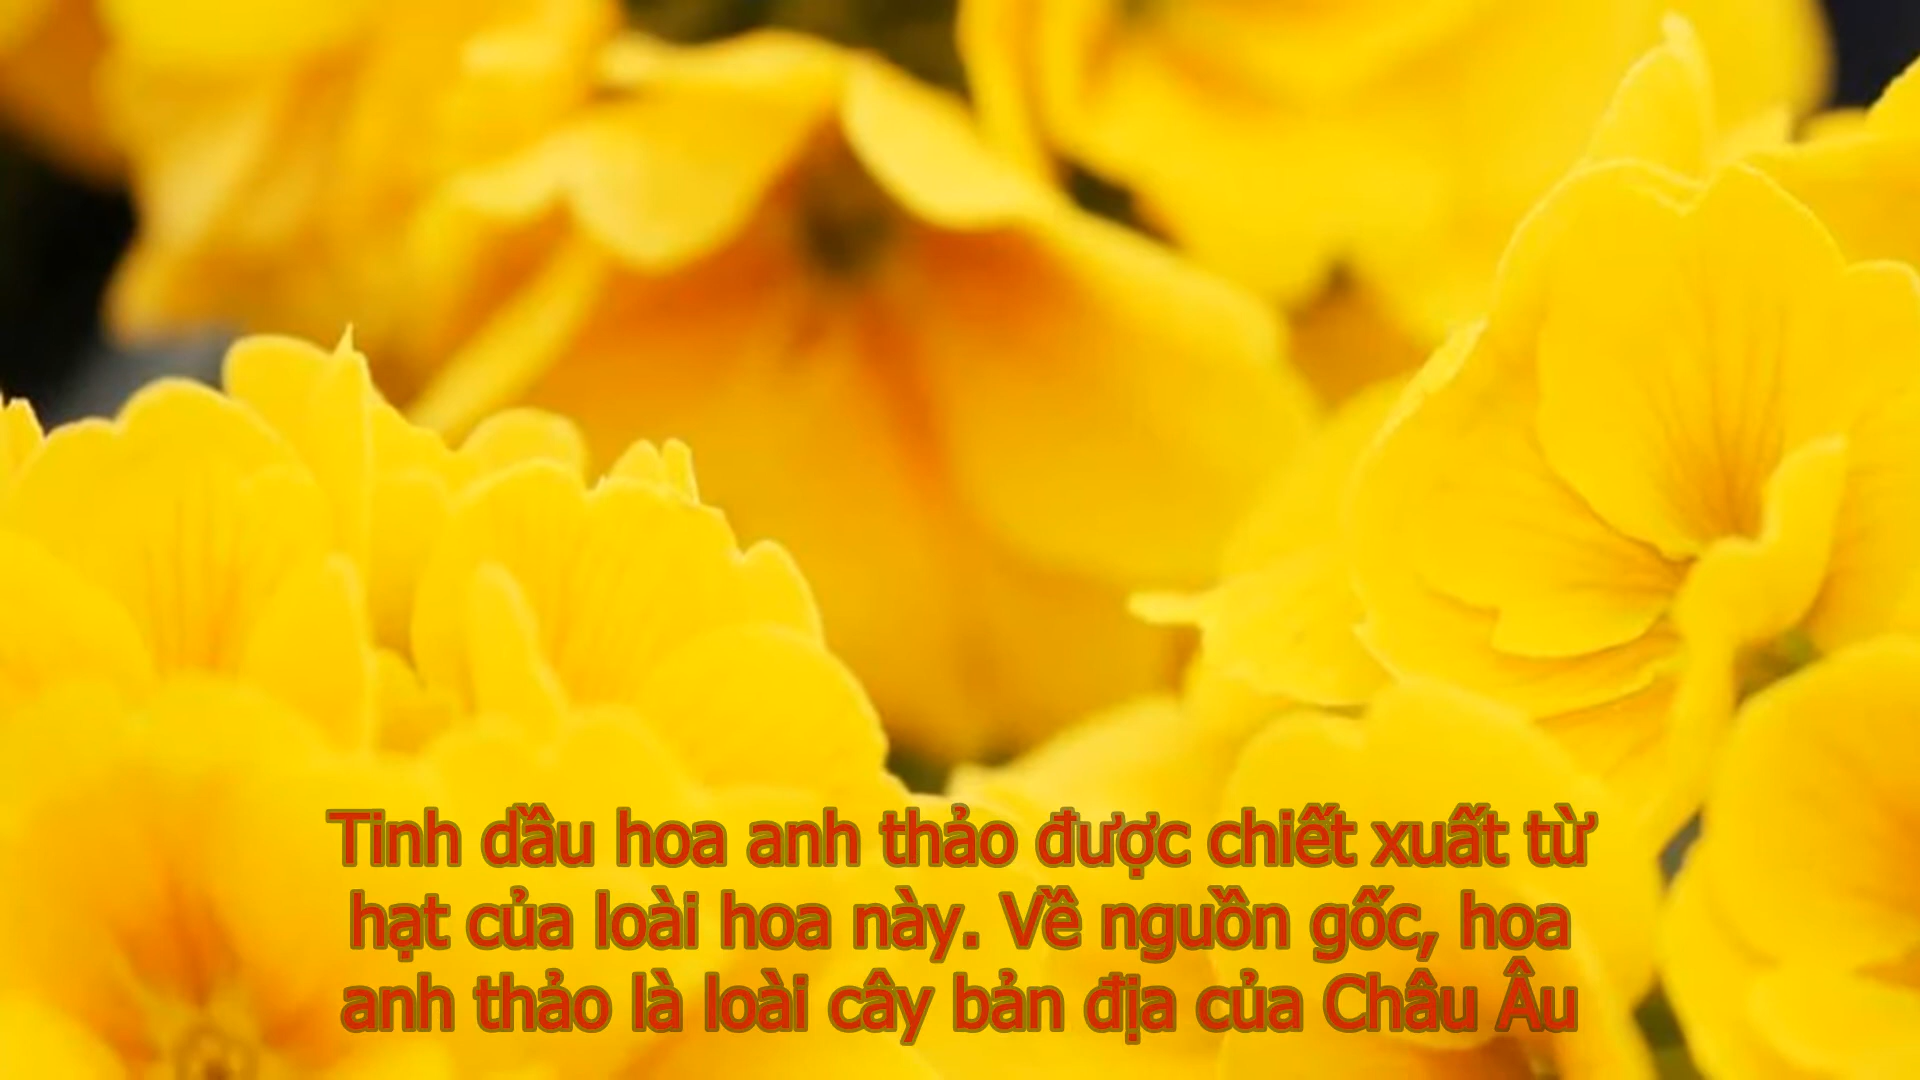 Tinh dầu hoa anh thảo được chiết xuất từ
hạt của loài hoa này. Về nguồn gốc, hoa
anh thảo là loài cây bản địa của Châu Âu